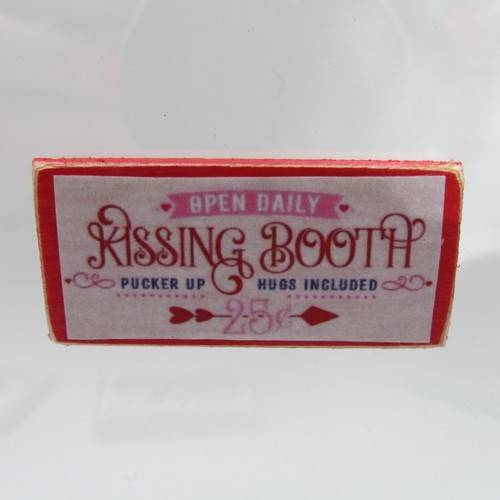 OPEN DAILY
KISSING BOOTH
PUCKER UP HUGS INCLUDED
25¢